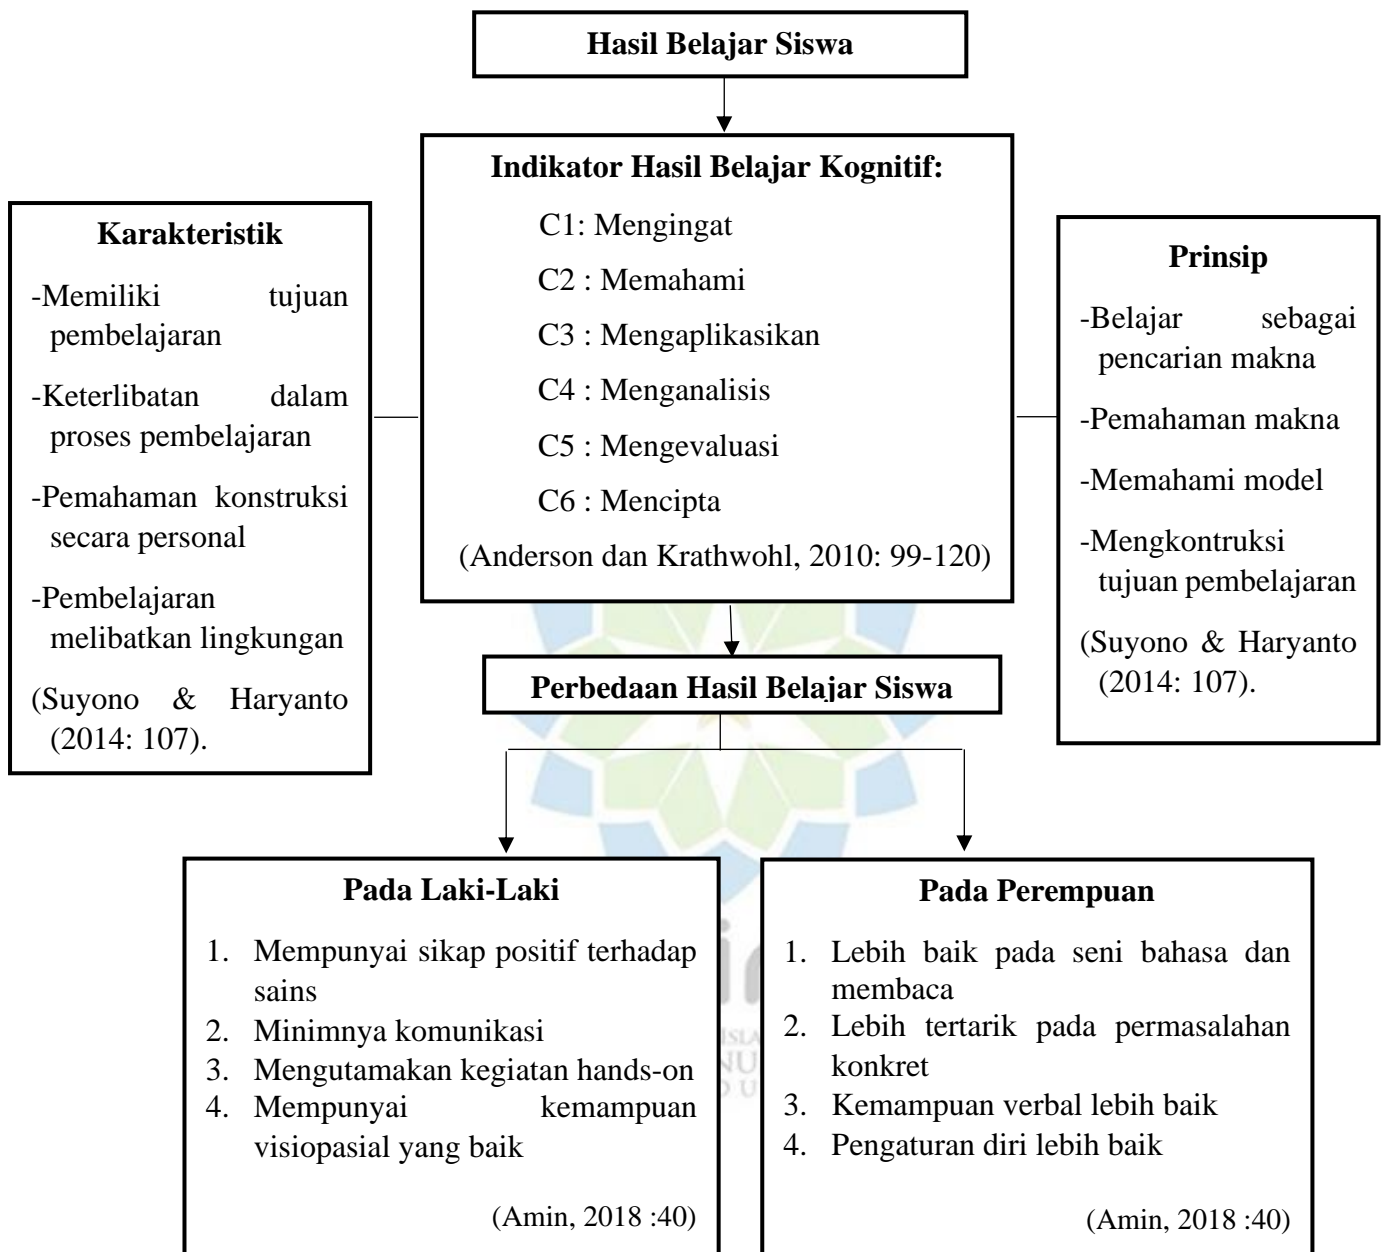 Hasil Belajar Siswa
Indikator Hasil Belajar Kognitif:
C1: Mengingat
C2 : Memahami
C3 : Mengaplikasikan
C4 : Menganalisis
C5 : Mengevaluasi
C6 : Mencipta
(Anderson dan Krathwohl, 2010: 99-120)
Karakteristik
-Memiliki tujuan
pembelajaran
-Keterlibatan dalam
proses pembelajaran
-Pemahaman konstruksi
secara personal
-Pembelajaran
melibatkan lingkungan
(Suyono & Haryanto
(2014: 107).
Prinsip
-Belajar sebagai
pencarian makna
-Pemahaman makna
-Memahami model
-Mengkontruksi
tujuan pembelajaran
(Suyono & Haryanto
(2014: 107).
Perbedaan Hasil Belajar Siswa
Pada Laki-Laki
1. Mempunyai sikap positif terhadap
sains
2. Minimnya komunikasi
3. Mengutamakan kegiatan hands-on
4. Mempunyai kemampuan
visiopasial yang baik
(Amin, 2018 :40)
Pada Perempuan
1. Lebih baik pada seni bahasa dan
membaca
2. Lebih tertarik pada permasalahan
konkret
3. Kemampuan verbal lebih baik
4. Pengaturan diri lebih baik
(Amin, 2018 :40)